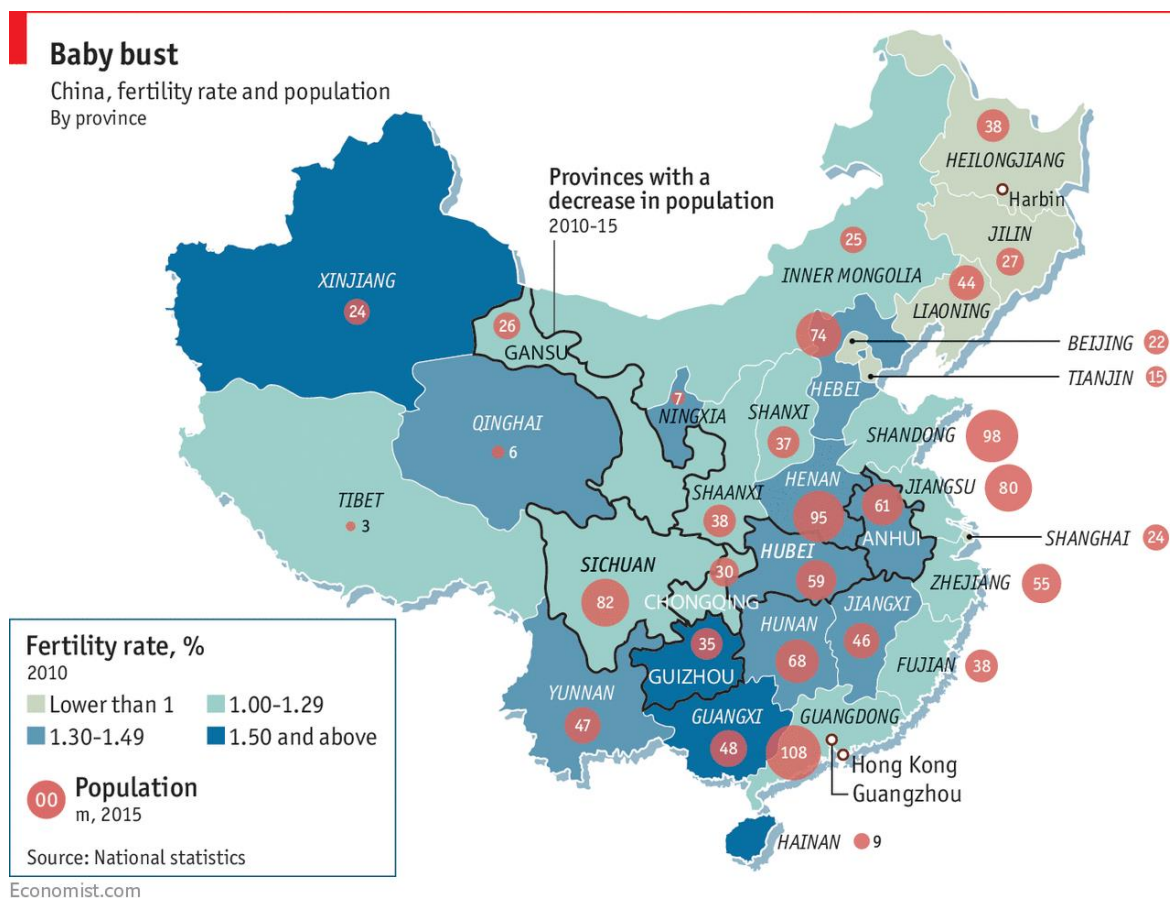 Baby bust
China, fertility rate and population
By province
Provinces with a
decrease in population
2010-15
38
HEILONGJIANG
Harbin
JILIN
27
25
INNER MONGOLIA
44
LIAONING
XINJIANG
24
26
GANSU
74
BEIJING 22
TIANJIN 15
HEBEI
7
NINGXIA
SHANXI
37
QINGHAI
6
SHANDONG 98
TIBET
3
SHAANXI
38
HENAN
95
61
ANHUI
JIANGSU 80
SHANGHAI 24
SICHUAN
82
30
CHONGQING
HUBEI
59
ZHEJIANG 55
JIANGXI
46
HUNAN
68
35
GUIZHOU
FUJIAN 38
YUNNAN
47
GUANGXI
48
GUANGDONG
108
Hong Kong
Guangzhou
HAINAN 9
Fertility rate, %
2010
Lower than 1 1.00-1.29
1.30-1.49 1.50 and above
00 Population
m, 2015
Source: National statistics
Economist.com